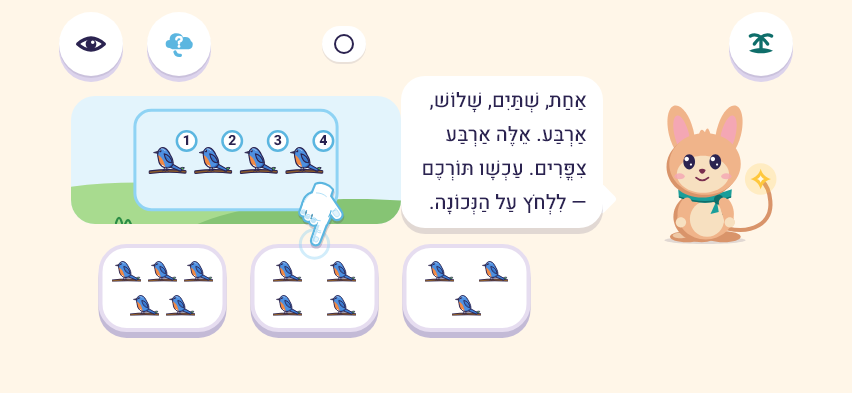 ?
1 2 3 4
אַחַת, שְׁתַּיִם, שָׁלוֹשׁ,
אַרְבַּע. אֵלֶּה אַרְבַּע
צִפֳּרִים. עַכְשָׁו תּוֹרְכֶם
– לִלְחֹץ עַל הַנְּכוֹנָה.